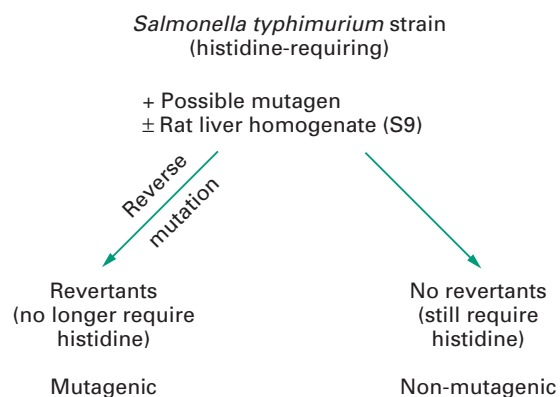 Salmonella typhimurium strain
(histidine-requiring)
+ Possible mutagen
± Rat liver homogenate (S9)
Reverse
mutation
Revertants
(no longer require
histidine)
Mutagenic
No revertants
(still require
histidine)
Non-mutagenic